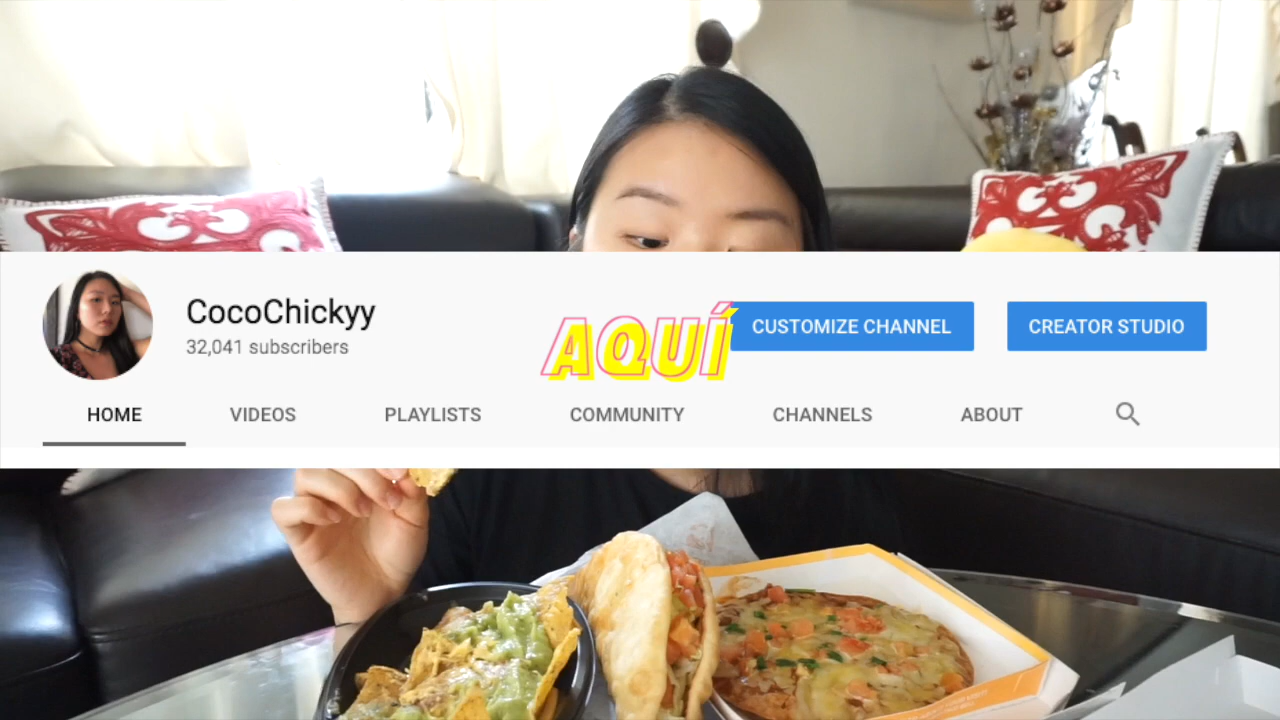 CocoChickyy
32,041 subscribers
AQUÍ
CUSTOMIZE CHANNEL
CREATOR STUDIO
HOME VIDEOS PLAYLISTS COMMUNITY CHANNELS ABOUT